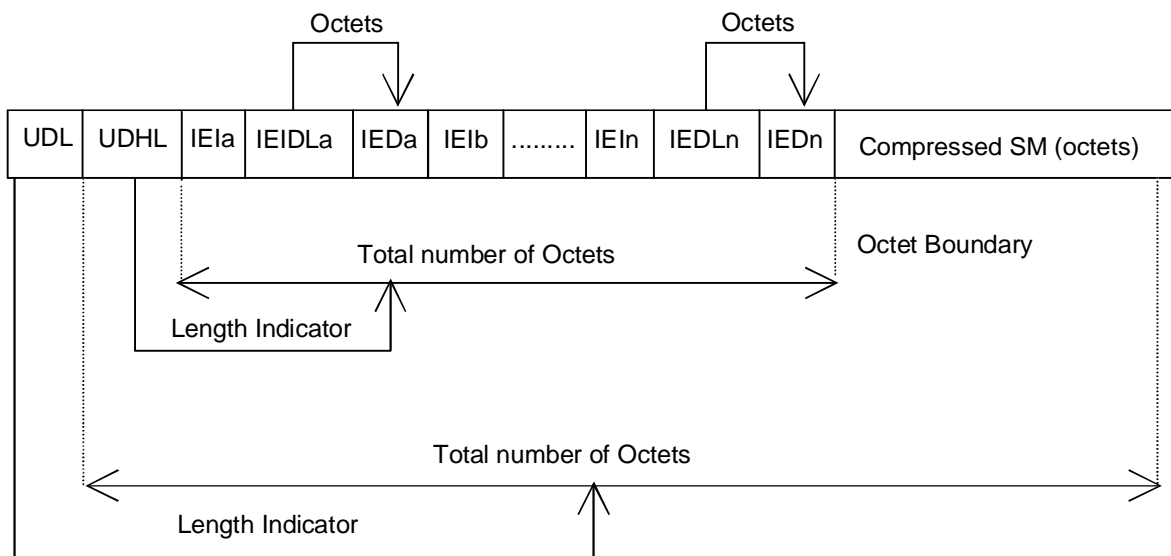 Octets Octets
UDL UDHL IEIa IEIDLa IEDa IEIb ......... IEIn IEDLn IEDn Compressed SM (octets)
Total number of Octets
Octet Boundary
Length Indicator
Total number of Octets
Length Indicator